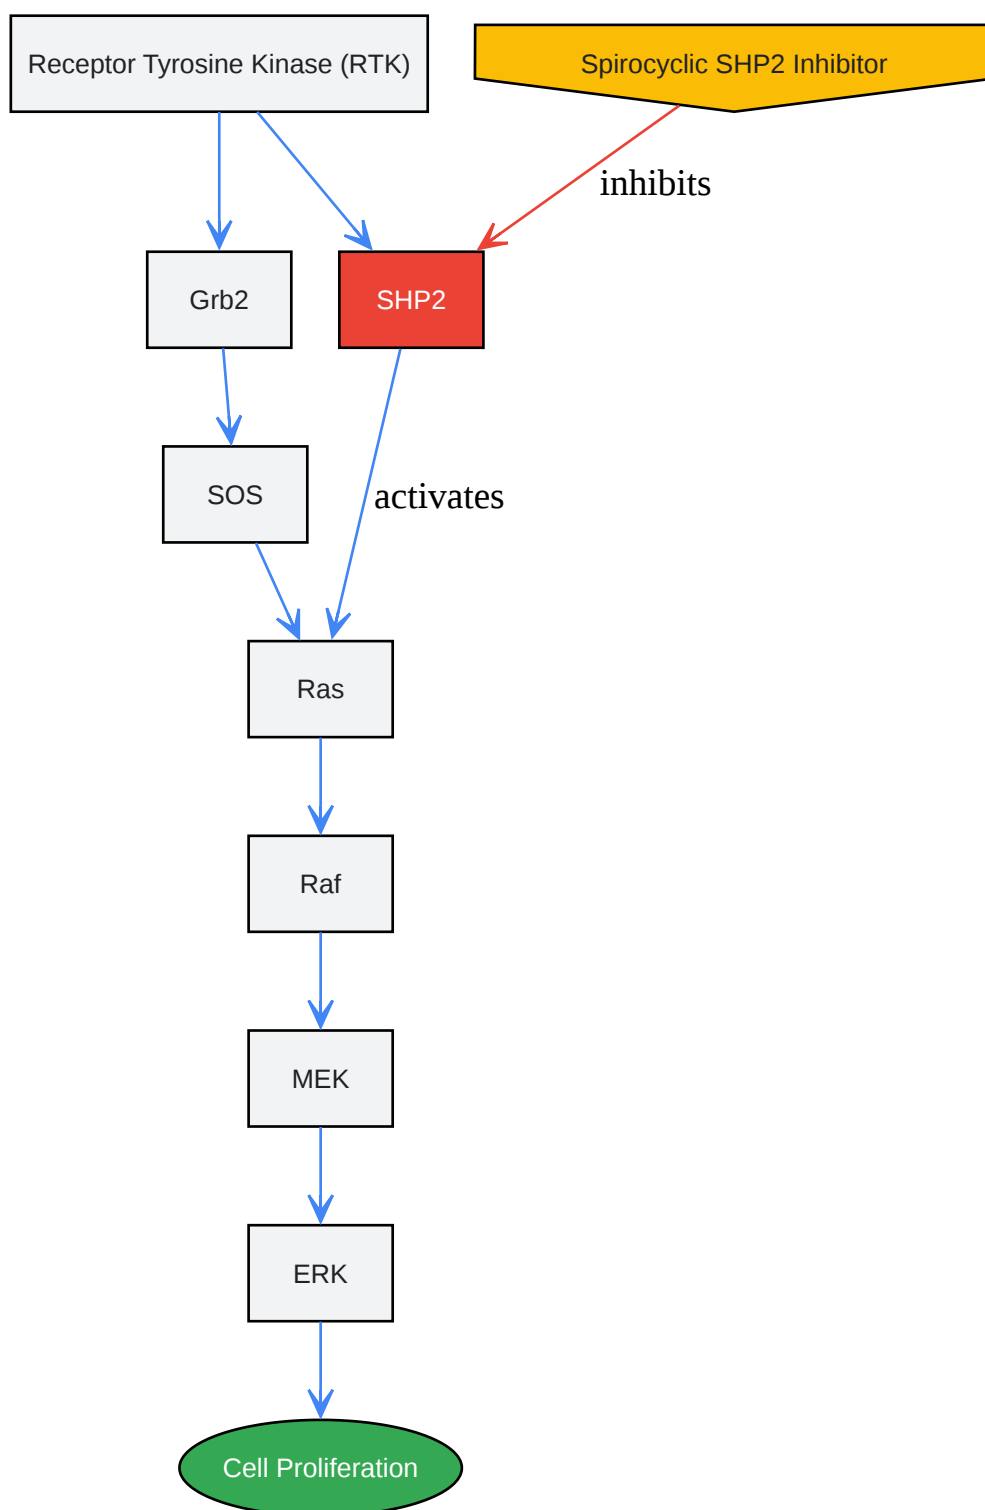 Receptor Tyrosine Kinase (RTK)
Spirocyclic SHP2 Inhibitor
inhibits
Grb2
SHP2
SOS
activates
Ras
Raf
MEK
ERK
Cell Proliferation